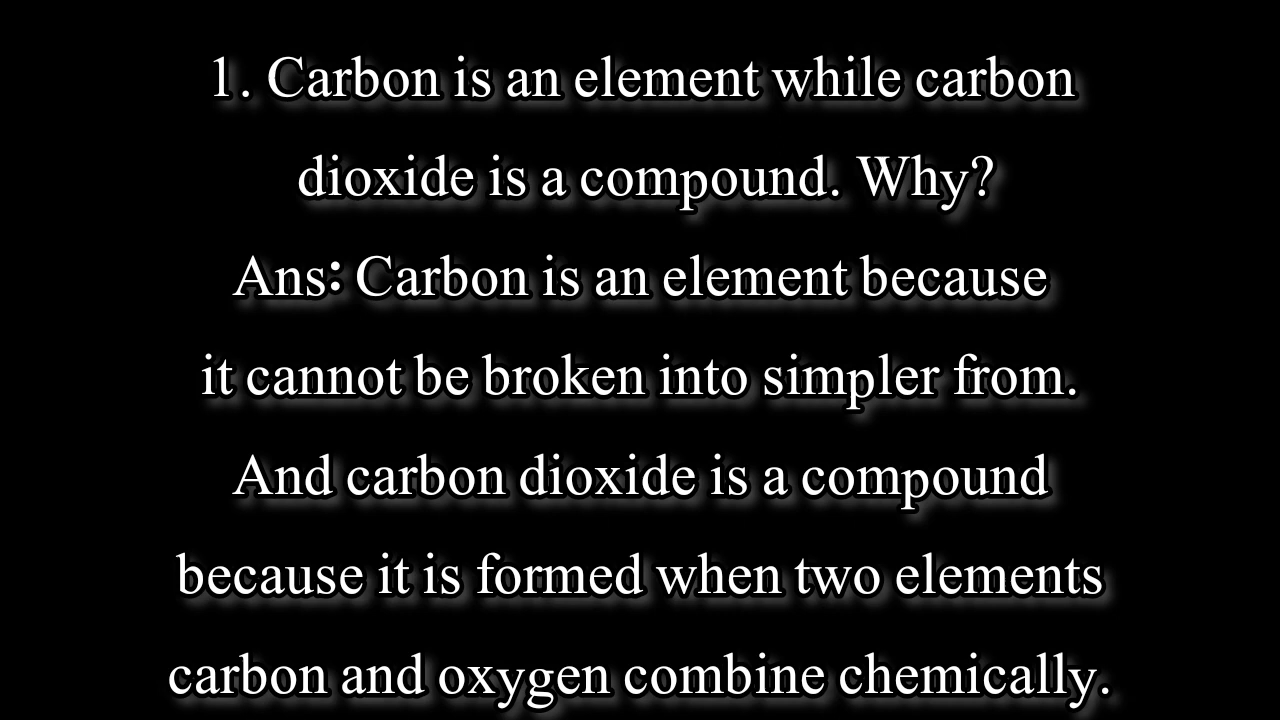 1. Carbon is an element while carbon
dioxide is a compound. Why?
Ans: Carbon is an element because
it cannot be broken into simpler from.
And carbon dioxide is a compound
because it is formed when two elements
carbon and oxygen combine chemically.